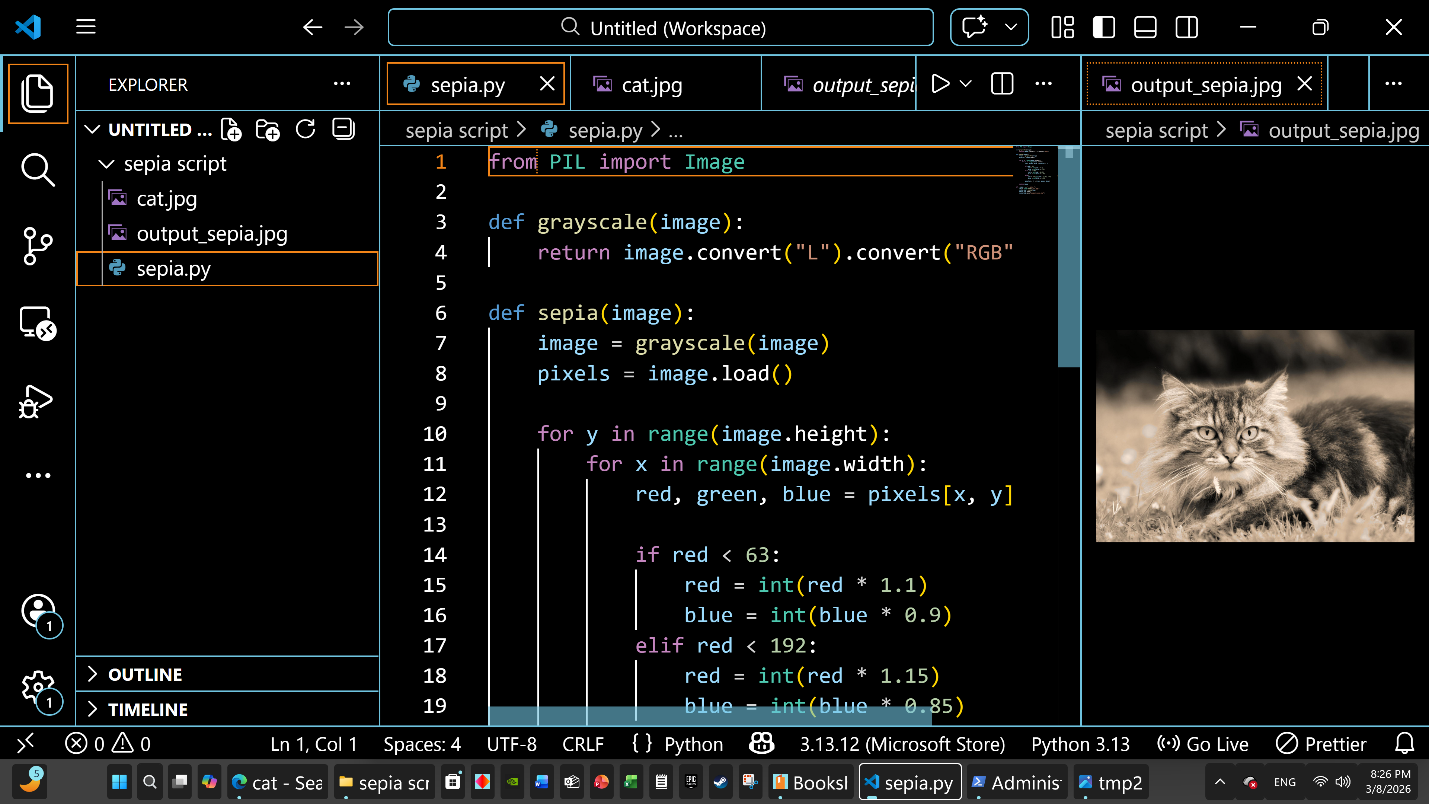 Untitled (Workspace)
EXPLORER
sepia.py
cat.jpg
output_sepi
output_sepia.jpg
UNTITLED ...
sepia script
cat.jpg
output_sepia.jpg
sepia.py
OUTLINE
TIMELINE
1
1
sepia script > sepia.py > ...
sepia script > output_sepia.jpg
1 from PIL import Image
2
3 def grayscale(image):
4 return image.convert("L").convert("RGB"
5
6 def sepia(image):
7 image = grayscale(image)
8 pixels = image.load()
9
10 for y in range(image.height):
11 for x in range(image.width):
12 red, green, blue = pixels[x, y]
13
14 if red < 63:
15 red = int(red * 1.1)
16 blue = int(blue * 0.9)
17 elif red < 192:
18 red = int(red * 1.15)
19 blue = int(blue * 0.85)
0 0 Ln 1, Col 1 Spaces: 4 UTF-8 CRLF {} Python 3.13.12 (Microsoft Store) Python 3.13 Go Live Prettier
5 cat - Sea sepia scr Booksl sepia.py Adminis tmp2 ENG 8:26 PM
3/8/2026